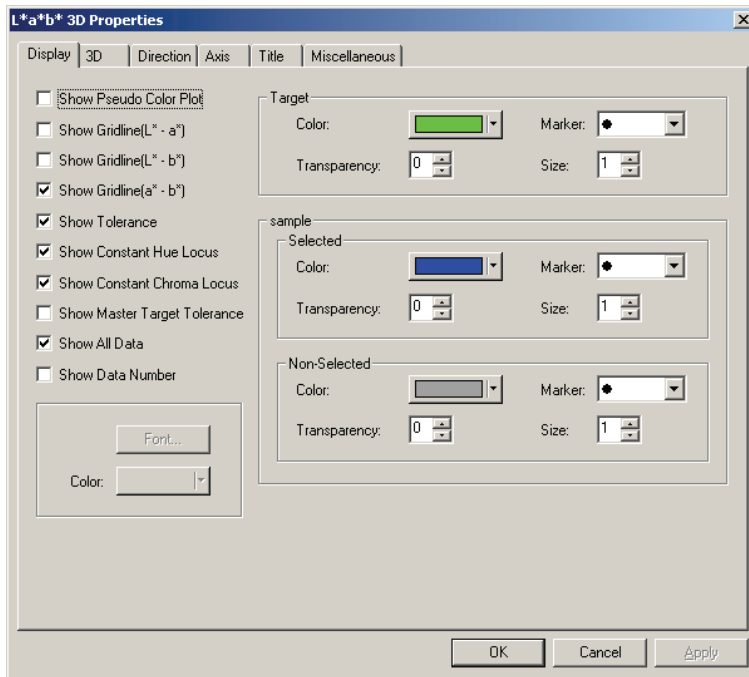 L*a*b* 3D Properties
Display 3D Direction Axis Title Miscellaneous
Show Pseudo Color Plot
Show Gridline(L* - a*)
Show Gridline(L* - b*)
Show Gridline(a* - b*)
Show Tolerance
Show Constant Hue Locus
Show Constant Chroma Locus
Show Master Target Tolerance
Show All Data
Show Data Number
Font...
Color:
Target
Color: Marker:
Transparency: 0 Size: 1
sample
Selected
Color: Marker:
Transparency: 0 Size: 1
Non-Selected
Color: Marker:
Transparency: 0 Size: 1
OK Cancel Apply